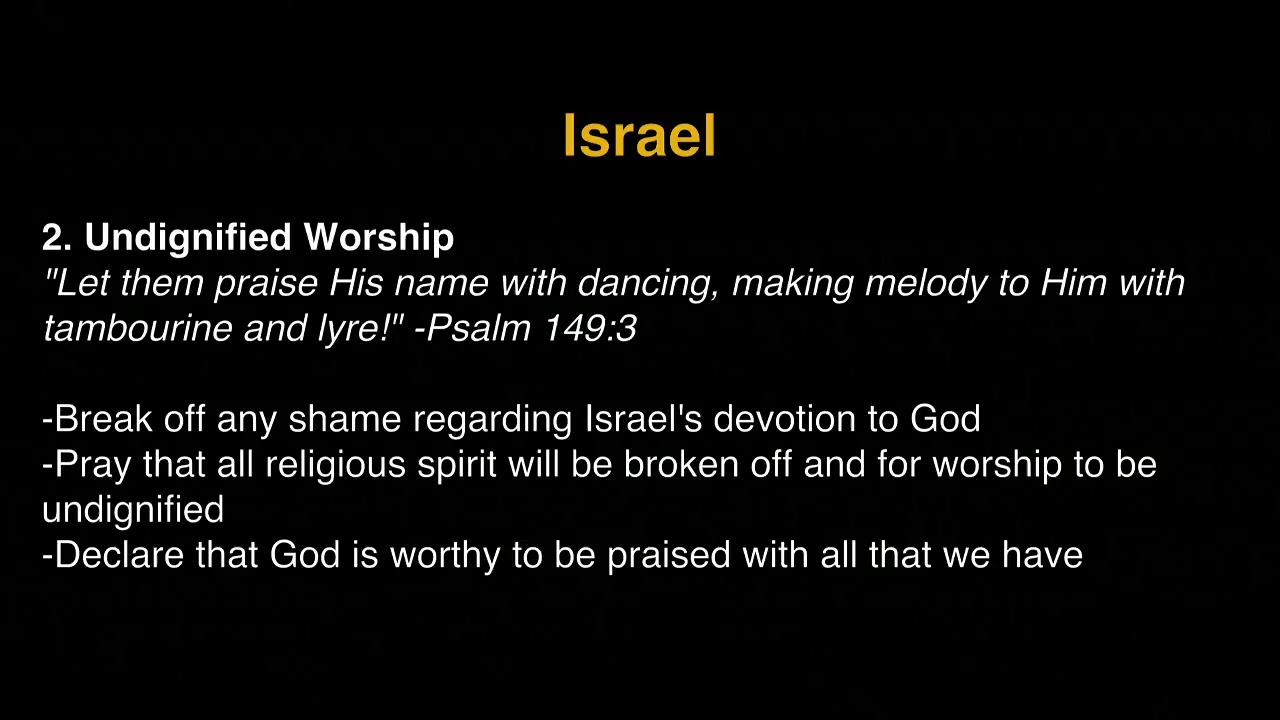 Israel
2. Undignified Worship
"Let them praise His name with dancing, making melody to Him with
tambourine and lyre!" -Psalm 149:3
-Break off any shame regarding Israel's devotion to God
-Pray that all religious spirit will be broken off and for worship to be
undignified
-Declare that God is worthy to be praised with all that we have